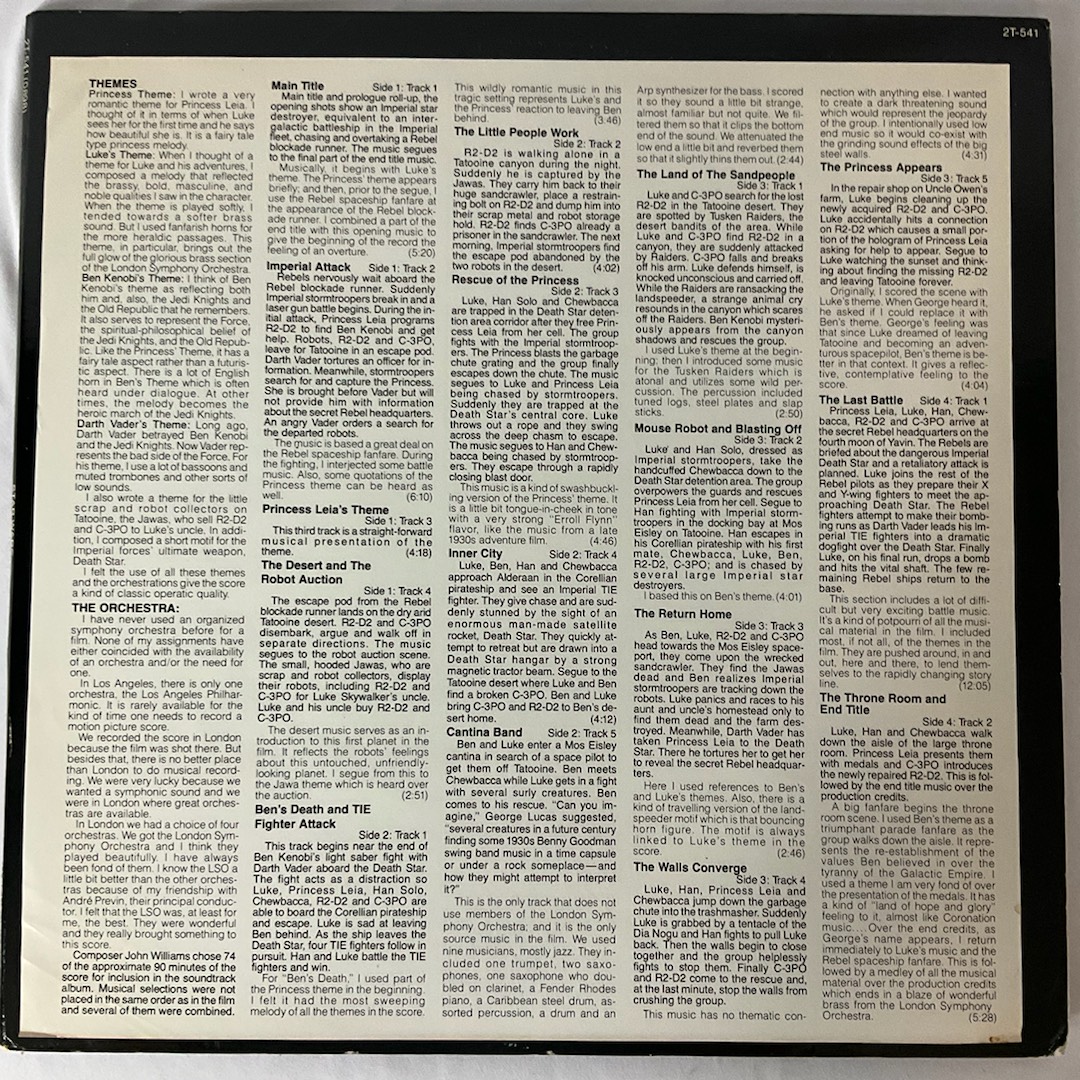 2T-541
THEMES
Princess Theme: I wrote a very
romantic theme for Princess Leia. I
thought of it in terms of when Luke
sees her for the first time and he says
how beautiful she is. It is a fairy tale
type princess melody.
Luke's Theme: When I thought of a
theme for Luke and his adventures, I
composed a melody that reflected
the brassy, bold, masculine, and
noble qualities I saw in the character.
When the theme is played softly, I
tended towards a softer brass
sound. But I used fanfarish horns for
the more heraldic passages. This
theme, in particular, brings out the
full glow of the glorious brass section
of the London Symphony Orchestra.
Ben Kenobi's Theme: I think of Ben
Kenobi's theme as reflecting both
him and, also, the Jedi Knights and
the Old Republic that he remembers.
It also serves to represent the Force,
the spiritual-philosophical belief of
the Jedi Knights, and the Old Repub-
lic. Like the Princess' Theme, it has a
fairy tale aspect rather than a futuris-
tic aspect. There is a lot of English
horn in Ben's Theme which is often
heard under dialogue. At other
times, the melody becomes the
heroic march of the Jedi Knights.
Darth Vader's Theme: Long ago,
Darth Vader betrayed Ben Kenobi
and the Jedi Knights. Now Vader rep-
resents the bad side of the Force. For
his theme, I use a lot of bassoons and
muted trombones and other sorts of
low sounds.
I also wrote a theme for the little
scrap and robot collectors on
Tatooine, the Jawas, who sell R2-D2
and C-3PO to Luke's uncle. In addi-
tion, I composed a short motif for the
Imperial forces' ultimate weapon,
Death Star.
I felt the use of all these themes
and the orchestrations give the score
a kind of classic operatic quality.
THE ORCHESTRA:
I have never used an organized
symphony orchestra before for a
film. None of my assignments have
either coincided with the availability
of an orchestra and/or the need for
one.
In Los Angeles, there is only one
orchestra, the Los Angeles Philhar-
monic. It is rarely available for the
kind of time one needs to record a
motion picture score.
We recorded the score in London
because the film was shot there. But
besides that, there is no better place
than London to do musical record-
ing. We were very lucky because we
wanted a symphonic sound and we
were in London where great orches-
tras are available.
In London we had a choice of four
orchestras. We got the London Sym-
phony Orchestra and I think they
played beautifully. I have always
been fond of them. I know the LSO a
little bit better than the other orches-
tras because of my friendship with
André Previn, their principal conduc-
tor. I felt that the LSO was, at least for
me, the best. They were wonderful
and they really brought something to
this score.
Composer John Williams chose 74
of the approximate 90 minutes of the
score for inclusion in the soundtrack
album. Musical selections were not
placed in the same order as in the film
and several of them were combined.
Main Title Side 1: Track 1
Main title and prologue roll-up, the
opening shots show an Imperial star
destroyer, equivalent to an inter-
galactic battleship in the Imperial
fleet, chasing and overtaking a Rebel
blockade runner. The music segues
to the final part of the end title music.
Musically, it begins with Luke's
theme. The Princess' theme appears
briefly; and then, prior to the segue, I
use the Rebel spaceship fanfare at
the appearance of the Rebel block-
ade runner. I combined a part of the
end title with this opening music to
give the beginning of the record the
feeling of an overture. (5:20)
Imperial Attack Side 1: Track 2
Rebels nervously wait aboard the
Rebel blockade runner. Suddenly
Imperial stormtroopers break in and a
laser gun battle begins. During the in-
itial attack, Princess Leia programs
R2-D2 to find Ben Kenobi and get
help. Robots, R2-D2 and C-3PO,
leave for Tatooine in an escape pod.
Darth Vader tortures an officer for in-
formation. Meanwhile, stormtroopers
search for and capture the Princess.
She is brought before Vader but will
not provide him with information
about the secret Rebel headquarters.
An angry Vader orders a search for
the departed robots.
The music is based a great deal on
the Rebel spaceship fanfare. During
the fighting, I interjected some battle
music. Also, some quotations of the
Princess theme can be heard as
well. (6:10)
Princess Leia's Theme
Side 1: Track 3
This third track is a straight-forward
musical presentation of the
theme. (4:18)
The Desert and The
Robot Auction
Side 1: Track 4
The escape pod from the Rebel
blockade runner lands on the dry arid
Tatooine desert. R2-D2 and C-3PO
disembark, argue and walk off in
separate directions. The music
segues to the robot auction scene.
The small, hooded Jawas, who are
scrap and robot collectors, display
their robots, including R2-D2 and
C-3PO for Luke Skywalker's uncle.
Luke and his uncle buy R2-D2 and
C-3PO.
The desert music serves as an in-
troduction to this first planet in the
film. It reflects the robots' feelings
about this untouched, unfriendly-
looking planet. I segue from this to
the Jawa theme which is heard over
the auction. (2:51)
Ben's Death and TIE
Fighter Attack
Side 2: Track 1
This track begins near the end of
Ben Kenobi's light saber fight with
Darth Vader aboard the Death Star.
The fight acts as a distraction so
Luke, Princess Leia, Han Solo,
Chewbacca, R2-D2 and C-3PO are
able to board the Corellian pirateship
and escape. Luke is sad at leaving
Ben behind. As the ship leaves the
Death Star, four TIE fighters follow in
pursuit. Han and Luke battle the TIE
fighters and win.
For "Ben's Death," I used part of
the Princess theme in the beginning.
I felt it had the most sweeping
melody of all the themes in the score.
This wildly romantic music in this
tragic setting represents Luke's and
the Princess' reaction to leaving Ben
behind. (3:46)
The Little People Work
Side 2: Track 2
R2-D2 is walking alone in a
Tatooine canyon during the night.
Suddenly he is captured by the
Jawas. They carry him back to their
huge sandcrawler, place a restrain-
ing bolt on R2-D2 and dump him into
their scrap metal and robot storage
hold. R2-D2 finds C-3PO already a
prisoner in the sandcrawler. The next
morning, Imperial stormtroopers find
the escape pod abandoned by the
two robots in the desert. (4:02)
Rescue of the Princess
Side 2: Track 3
Luke, Han Solo and Chewbacca
are trapped in the Death Star deten-
tion area corridor after they free Prin-
cess Leia from her cell. The group
fights with the Imperial stormtroop-
ers. The Princess blasts the garbage
chute grating and the group finally
escapes down the chute. The music
segues to Luke and Princess Leia
being chased by stormtroopers.
Suddenly they are trapped at the
Death Star's central core. Luke
throws out a rope and they swing
across the deep chasm to escape.
The music segues to Han and Chew-
bacca being chased by stormtroop-
ers. They escape through a rapidly
closing blast door.
This music is a kind of swashbuckl-
ing version of the Princess' theme. It
is a little bit tongue-in-cheek in tone
with a very strong "Erroll Flynn"
flavor, like the music from a late
1930s adventure film. (4:46)
Inner City Side 2: Track 4
Luke, Ben, Han and Chewbacca
approach Alderaan in the Corellian
pirateship and see an Imperial TIE
fighter. They give chase and are sud-
denly stunned by the sight of an
enormous man-made satellite
rocket, Death Star. They quickly at-
tempt to retreat but are drawn into a
Death Star hangar by a strong
magnetic tractor beam. Segue to the
Tatooine desert where Luke and Ben
find a broken C-3PO. Ben and Luke
bring C-3PO and R2-D2 to Ben's de-
sert home. (4:12)
Cantina Band Side 2: Track 5
Ben and Luke enter a Mos Eisley
cantina in search of a space pilot to
get them off Tatooine. Ben meets
Chewbacca while Luke gets in a fight
with several surly creatures. Ben
comes to his rescue. "Can you im-
agine," George Lucas suggested,
"several creatures in a future century
finding some 1930s Benny Goodman
swing band music in a time capsule
or under a rock someplace—and
how they might attempt to interpret
it?"
This is the only track that does not
use members of the London Sym-
phony Orchestra; and it is the only
source music in the film. We used
nine musicians, mostly jazz. They in-
cluded one trumpet, two saxo-
phones, one saxophone who dou-
bled on clarinet, a Fender Rhodes
piano, a Caribbean steel drum, as-
sorted percussion, a drum and an
Arp synthesizer for the bass. I scored
it so they sound a little bit strange,
almost familiar but not quite. We fil-
tered them so that it clips the bottom
end of the sound. We attenuated the
low end a little bit and reverbed them
so that it slightly thins them out. (2:44)
The Land of The Sandpeople
Side 3: Track 1
Luke and C-3PO search for the lost
R2-D2 in the Tatooine desert. They
are spotted by Tusken Raiders, the
desert bandits of the area. While
Luke and C-3PO find R2-D2 in a
canyon, they are suddenly attacked
by Raiders. C-3PO falls and breaks
off his arm. Luke defends himself, is
knocked unconscious and carried off.
While the Raiders are ransacking the
landspeeder, a strange animal cry
resounds in the canyon which scares
off the Raiders. Ben Kenobi mysteri-
ously appears from the canyon
shadows and rescues the group.
I used Luke's theme at the begin-
ning; then I introduced some music
for the Tusken Raiders which is
atonal and utilizes some wild per-
cussion. The percussion included
tuned logs, steel plates and slap
sticks. (2:50)
Mouse Robot and Blasting Off
Side 3: Track 2
Luke and Han Solo, dressed as
Imperial stormtroopers, take the
handcuffed Chewbacca down to the
Death Star detention area. The group
overpowers the guards and rescues
Princess Leia from her cell. Segue to
Han fighting with Imperial storm-
troopers in the docking bay at Mos
Eisley on Tatooine. Han escapes in
his Corellian pirateship with his first
mate, Chewbacca, Luke, Ben,
R2-D2, C-3PO; and is chased by
several large Imperial star
destroyers.
I based this on Ben's theme. (4:01)
The Return Home
Side 3: Track 3
As Ben, Luke, R2-D2 and C-3PO
head towards the Mos Eisley space-
port, they come upon the wrecked
sandcrawler. They find the Jawas
dead and Ben realizes Imperial
stormtroopers are tracking down the
robots. Luke panics and races to his
aunt and uncle's homestead only to
find them dead and the farm des-
troyed. Meanwhile, Darth Vader has
taken Princess Leia to the Death
Star. There he tortures her to get her
to reveal the secret Rebel headquar-
ters.
Here I used references to Ben's
and Luke's themes. Also, there is a
kind of travelling version of the land-
speeder motif which is that bouncing
horn figure. The motif is always
linked to Luke's theme in the
score. (2:46)
The Walls Converge
Side 3: Track 4
Luke, Han, Princess Leia and
Chewbacca jump down the garbage
chute into the trashmasher. Suddenly
Luke is grabbed by a tentacle of the
Dia Nogu and Han fights to pull Luke
back. Then the walls begin to close
together and the group helplessly
fights to stop them. Finally C-3PO
and R2-D2 come to the rescue and,
at the last minute, stop the walls from
crushing the group.
This music has no thematic con-
nection with anything else. I wanted
to create a dark threatening sound
which would represent the jeopardy
of the group. I intentionally used low
end music so it would co-exist with
the grinding sound effects of the big
steel walls. (4:31)
The Princess Appears
Side 3: Track 5
In the repair shop on Uncle Owen's
farm, Luke begins cleaning up the
newly acquired R2-D2 and C-3PO.
Luke accidentally hits a connection
on R2-D2 which causes a small por-
tion of the hologram of Princess Leia
asking for help to appear. Segue to
Luke watching the sunset and think-
ing about finding the missing R2-D2
and leaving Tatooine forever.
Originally, I scored the scene with
Luke's theme. When George heard it,
he asked if I could replace it with
Ben's theme. George's feeling was
that since Luke dreamed of leaving
Tatooine and becoming an adven-
turous spacepilot, Ben's theme is be-
tter in that context. It gives a reflec-
tive, contemplative feeling to the
score. (4:04)
The Last Battle Side 4: Track 1
Princess Leia, Luke, Han, Chew-
bacca, R2-D2 and C-3PO arrive at
the secret Rebel headquarters on the
fourth moon of Yavin. The Rebels are
briefed about the dangerous Imperial
Death Star and a retaliatory attack is
planned. Luke joins the rest of the
Rebel pilots as they prepare their X
and Y-wing fighters to meet the ap-
proaching Death Star. The Rebel
fighters attempt to make their bomb-
ing runs as Darth Vader leads his Im-
perial TIE fighters into a dramatic
dogfight over the Death Star. Finally
Luke, on his final run, drops a bomb
and hits the vital shaft. The few re-
maining Rebel ships return to the
base.
This section includes a lot of diffi-
cult but very exciting battle music.
It's a kind of potpourri of all the musi-
cal material in the film. I included
most, if not all, of the themes in the
film. They are pushed around, in and
out, here and there, to lend them-
selves to the rapidly changing story
line. (12:05)
The Throne Room and
End Title
Side 4: Track 2
Luke, Han and Chewbacca walk
down the aisle of the large throne
room. Princess Leia presents them
with medals and C-3PO introduces
the newly repaired R2-D2. This is fol-
lowed by the end title music over the
production credits.
A big fanfare begins the throne
room scene. I used Ben's theme as a
triumphant parade fanfare as the
group walks down the aisle. It repre-
sents the re-establishment of the
values Ben believed in over the
tyranny of the Galactic Empire. I
used a theme I am very fond of over
the presentation of the medals. It has
a kind of "land of hope and glory"
feeling to it, almost like Coronation
music....Over the end credits, as
George's name appears, I return
immediately to Luke's music and the
Rebel spaceship fanfare. This is fol-
lowed by a medley of all the musical
material over the production credits
which ends in a blaze of wonderful
brass from the London Symphony
Orchestra. (5:28)